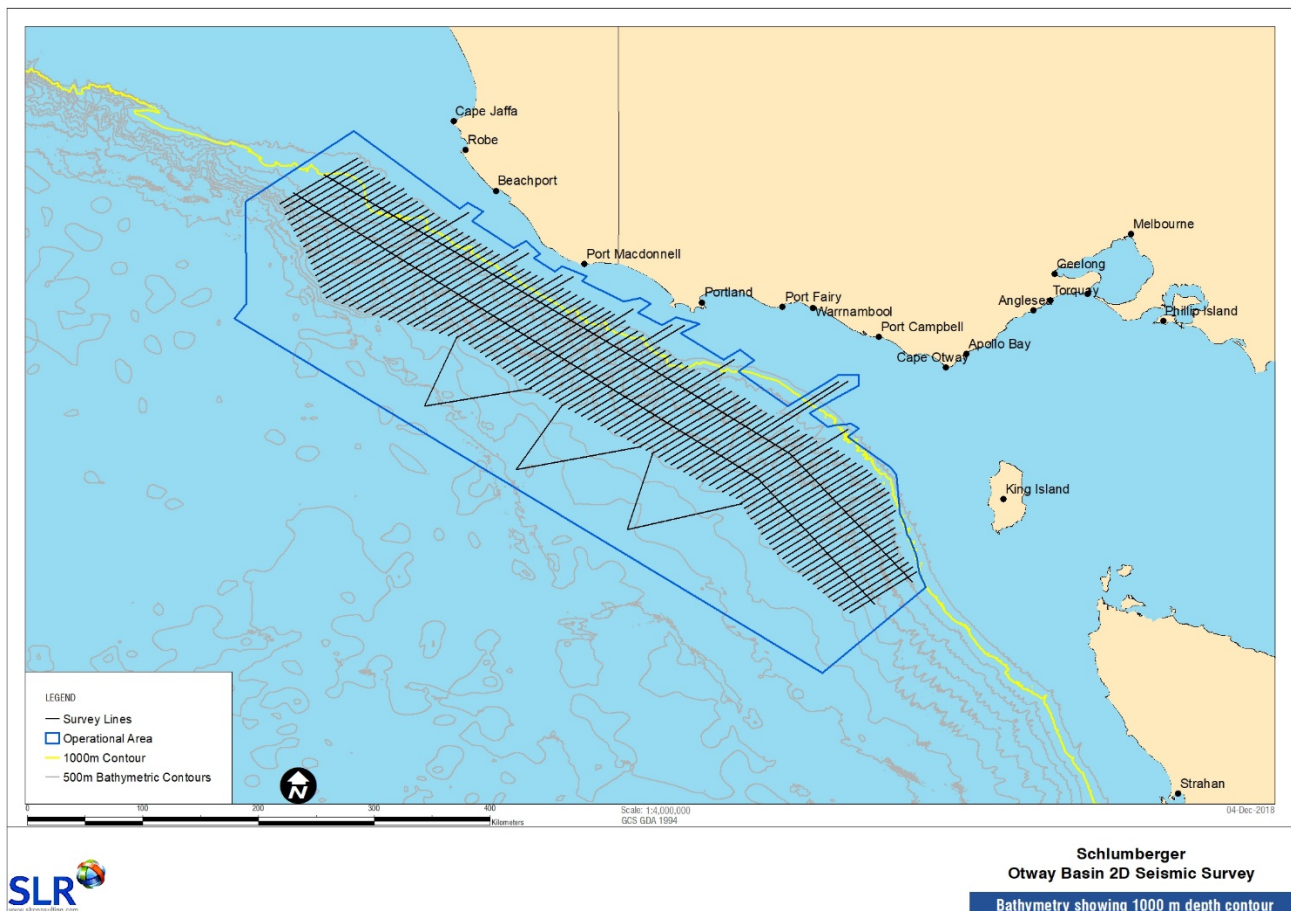 Cape Jaffa
Robe
Beachport
Melbourne
Port Macdonnell
Geelong
Torquay
Anglesea
Portland
Port Fairy
Warrnambool
Phillip Island
Port Campbell
Apollo Bay
Cape Otway
King Island
LEGEND
Survey Lines
Operational Area
1000m Contour
500m Bathymetric Contours
N
Strahan
0 100 200 300 400
Kilometers
Scale: 1:4,000,000
GCS GDA 1994
04-Dec-2018
SLR
Schlumberger
Otway Basin 2D Seismic Survey
Bathymetry showing 1000 m depth contour